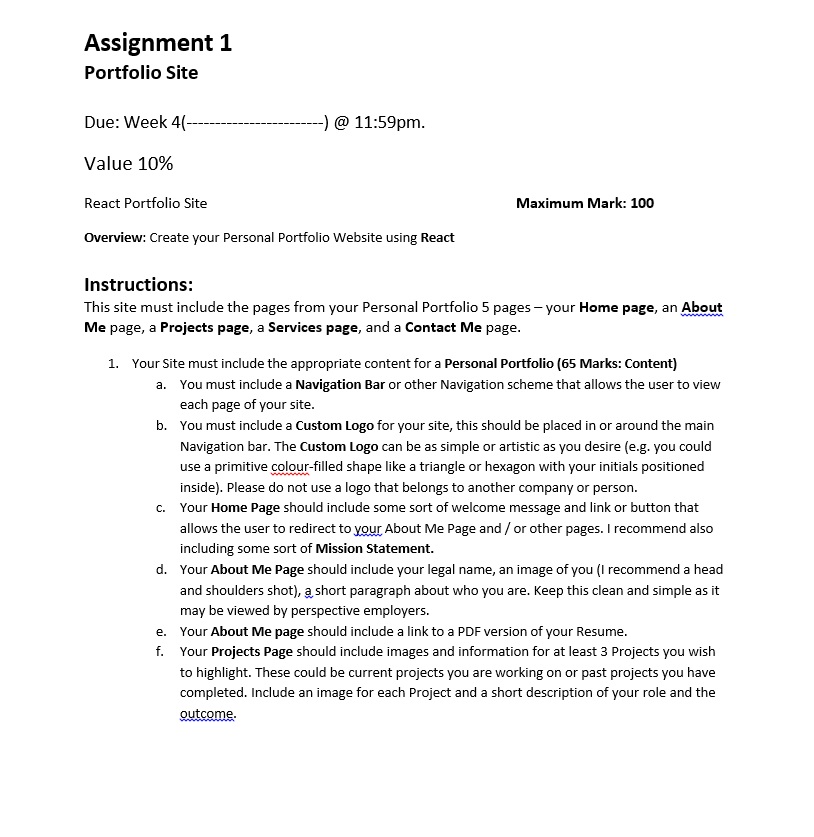 Assignment 1
Portfolio Site
Due: Week 4(------------------------) @ 11:59pm.
Value 10%
React Portfolio Site Maximum Mark: 100
Overview: Create your Personal Portfolio Website using React
Instructions:
This site must include the pages from your Personal Portfolio 5 pages – your Home page, an About
Me page, a Projects page, a Services page, and a Contact Me page.
1. Your Site must include the appropriate content for a Personal Portfolio (65 Marks: Content)
a. You must include a Navigation Bar or other Navigation scheme that allows the user to view
each page of your site.
b. You must include a Custom Logo for your site, this should be placed in or around the main
Navigation bar. The Custom Logo can be as simple or artistic as you desire (e.g. you could
use a primitive colour-filled shape like a triangle or hexagon with your initials positioned
inside). Please do not use a logo that belongs to another company or person.
c. Your Home Page should include some sort of welcome message and link or button that
allows the user to redirect to your About Me Page and / or other pages. I recommend also
including some sort of Mission Statement.
d. Your About Me Page should include your legal name, an image of you (I recommend a head
and shoulders shot), a short paragraph about who you are. Keep this clean and simple as it
may be viewed by perspective employers.
e. Your About Me page should include a link to a PDF version of your Resume.
f. Your Projects Page should include images and information for at least 3 Projects you wish
to highlight. These could be current projects you are working on or past projects you have
completed. Include an image for each Project and a short description of your role and the
outcome.